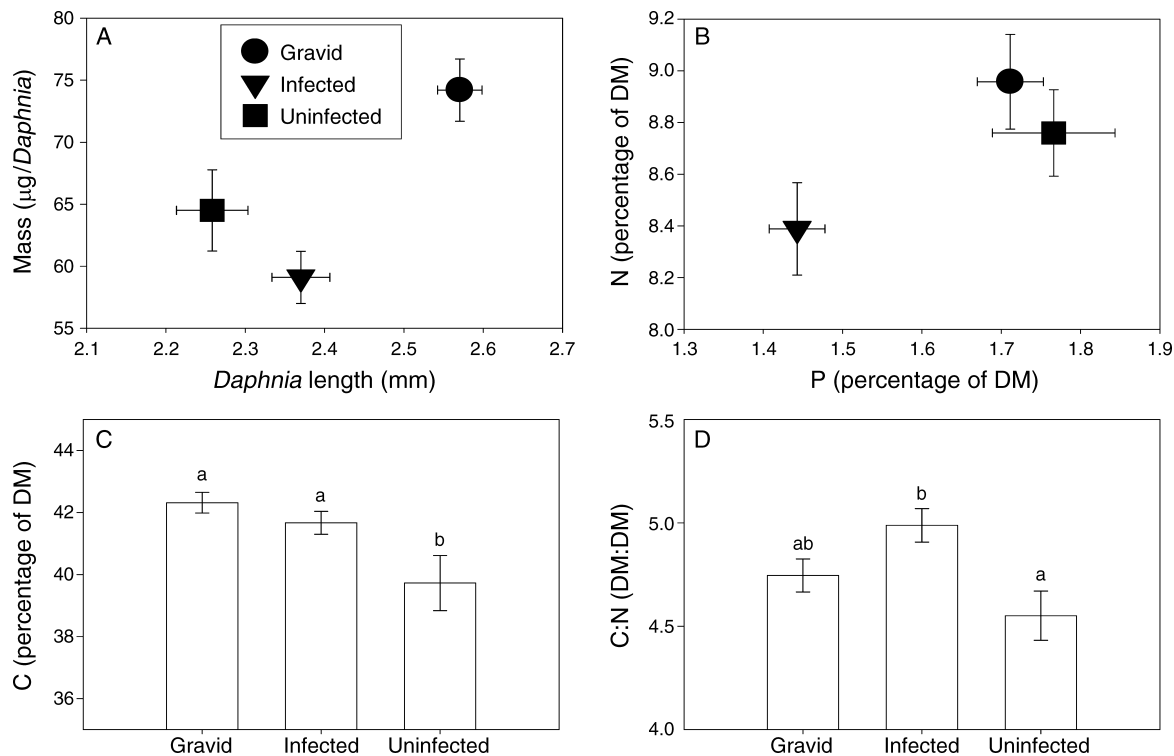 A
Mass (µg/Daphnia)
80
75
70
65
60
55
Gravid
Infected
Uninfected
2.1 2.2 2.3 2.4 2.5 2.6 2.7
Daphnia length (mm)
B
N (percentage of DM)
9.2
9.0
8.8
8.6
8.4
8.2
8.0
1.3 1.4 1.5 1.6 1.7 1.8 1.9
P (percentage of DM)
C
C (percentage of DM)
44
42
40
38
36
a a b
Gravid Infected Uninfected
D
C:N (DM:DM)
5.5
5.0
4.5
4.0
ab b a
Gravid Infected Uninfected